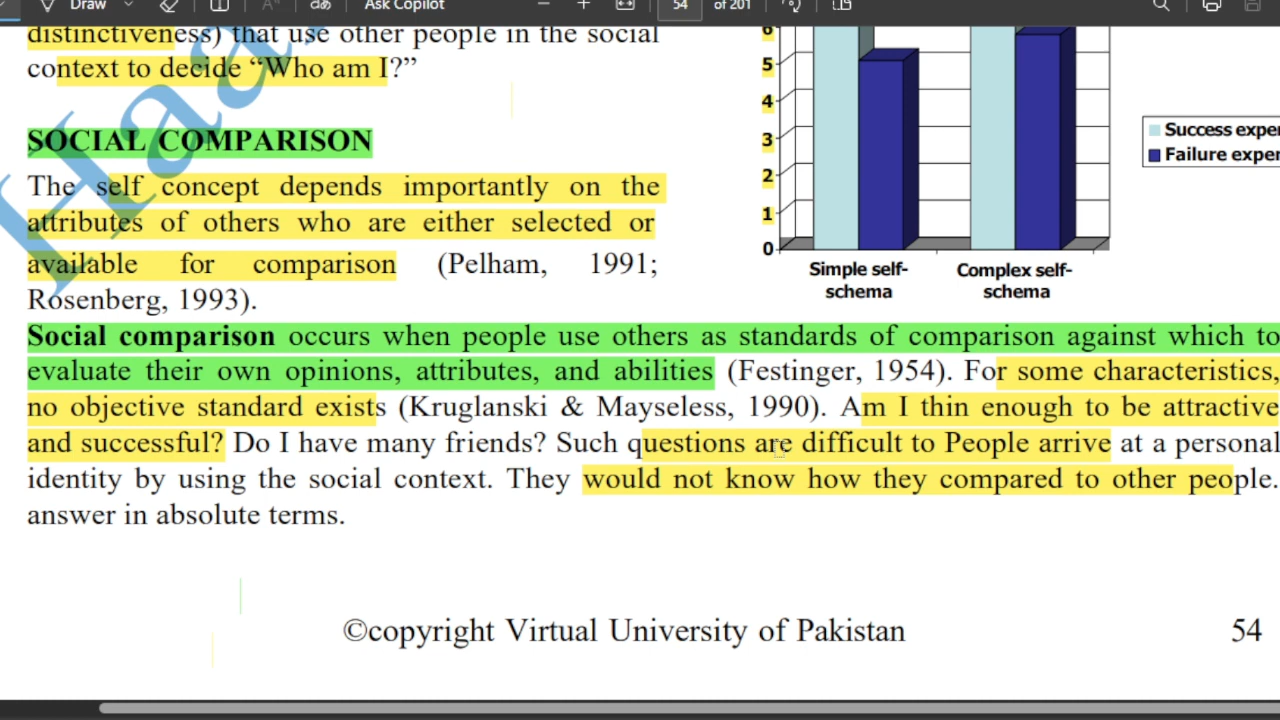 Draw
Ask Copilot
54 of 201
distinctiveness) that use other people in the social
context to decide “Who am I?”
SOCIAL COMPARISON
The self concept depends importantly on the
attributes of others who are either selected or
available for comparison (Pelham, 1991;
Rosenberg, 1993).
6
5
4
3
2
1
0
Simple self-
schema
Complex self-
schema
Success exper
Failure exper
Social comparison occurs when people use others as standards of comparison against which to
evaluate their own opinions, attributes, and abilities (Festinger, 1954). For some characteristics,
no objective standard exists (Kruglanski & Mayseless, 1990). Am I thin enough to be attractive
and successful? Do I have many friends? Such questions are difficult to People arrive at a personal
identity by using the social context. They would not know how they compared to other people.
answer in absolute terms.
©copyright Virtual University of Pakistan
54